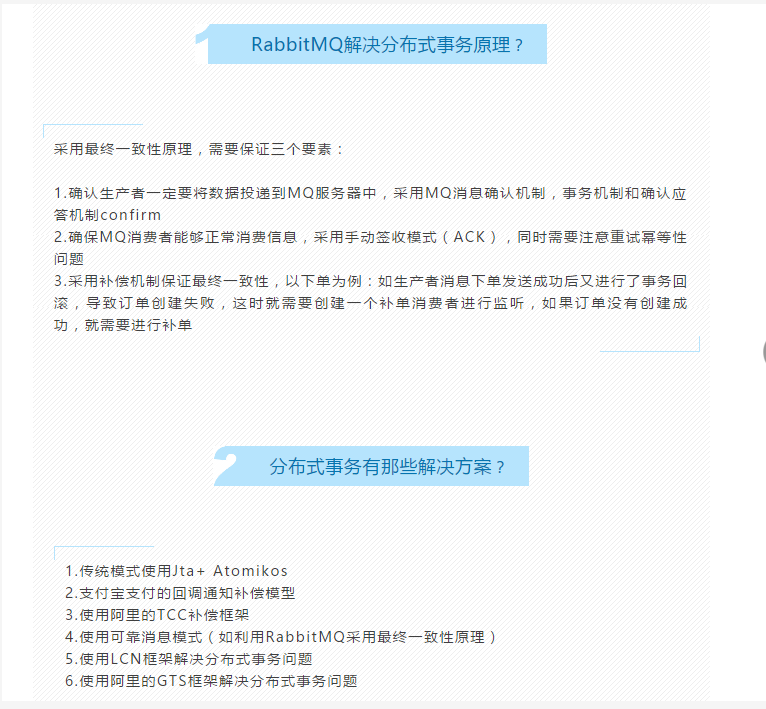 1 RabbitMQ解决分布式事务原理？
采用最终一致性原理，需要保证三个要素：
1.确认生产者一定要将数据投递到MQ服务器中，采用MQ消息确认机制，事务机制和确认应
答机制confirm
2.确保MQ消费者能够正常消费信息，采用手动签收模式（ACK），同时需要注意重试幂等性
问题
3.采用补偿机制保证最终一致性，以下单为例：如生产者消息下单发送成功后又进行了事务回
滚，导致订单创建失败，这时就需要创建一个补单消费者进行监听，如果订单没有创建成
功，就需要进行补单
2 分布式事务有那些解决方案？
1.传统模式使用Jta+ Atomikos
2.支付宝支付的回调通知补偿模型
3.使用阿里的TCC补偿框架
4.使用可靠消息模式（如利用RabbitMQ采用最终一致性原理）
5.使用LCN框架解决分布式事务问题
6.使用阿里的GTS框架解决分布式事务问题